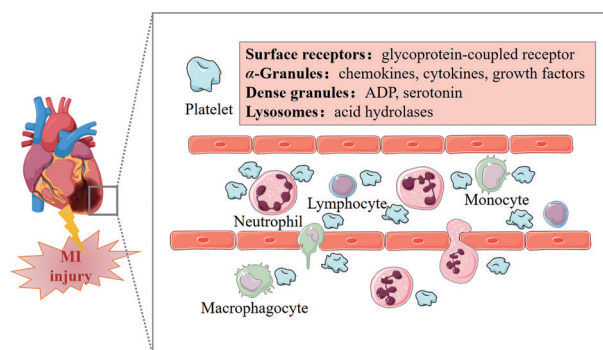 Surface receptors: glycoprotein-coupled receptor
α-Granules: chemokines, cytokines, growth factors
Dense granules: ADP, serotonin
Lysosomes: acid hydrolases
Platelet
Neutrophil
Lymphocyte
Monocyte
MI
injury
Macrophagocyte